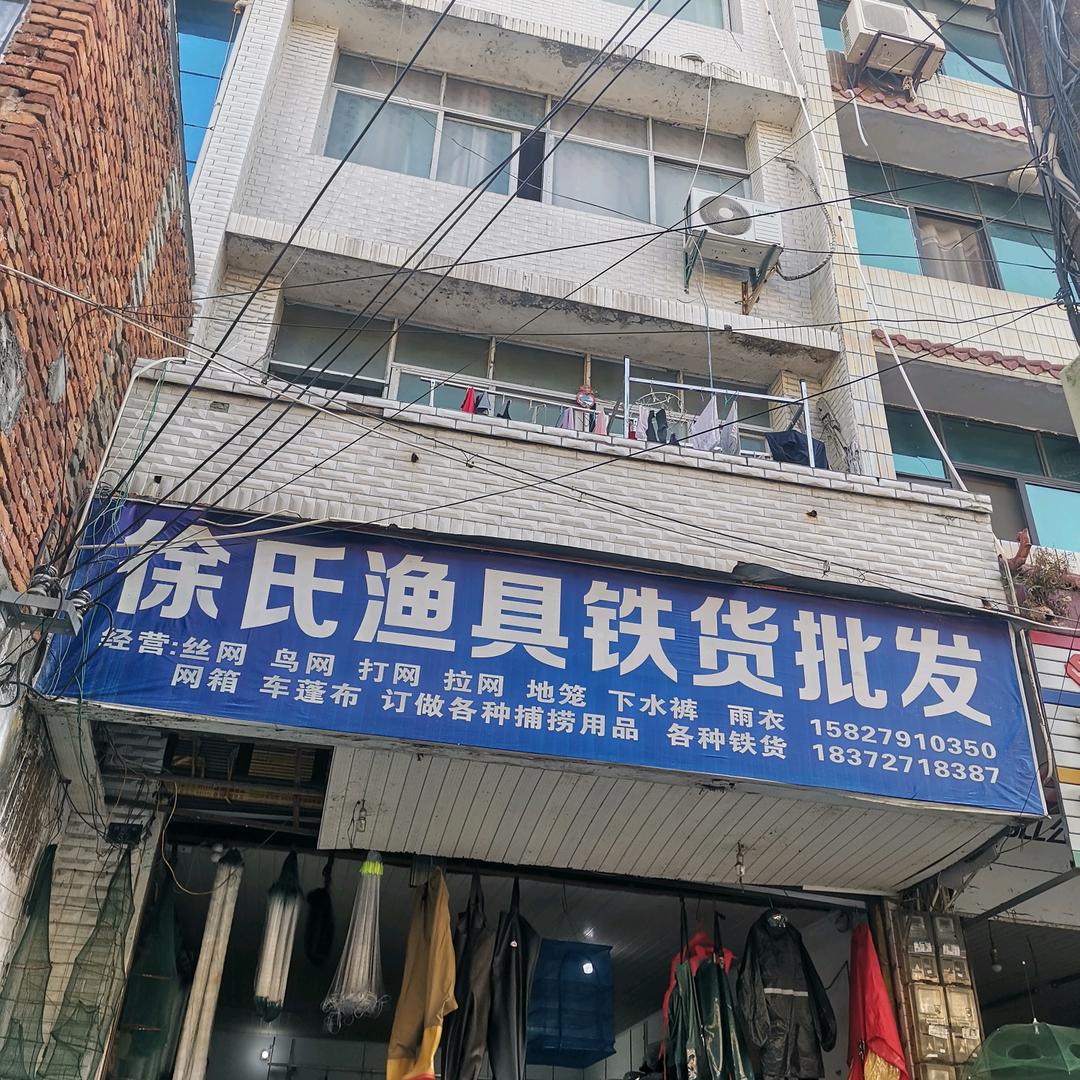 徐氏渔具铁货批发
经营:丝网 鸟网 打网 拉网 地笼 下水裤 雨衣 15827910350
网箱 车蓬布 订做各种捕捞用品 各种铁货 18372718387